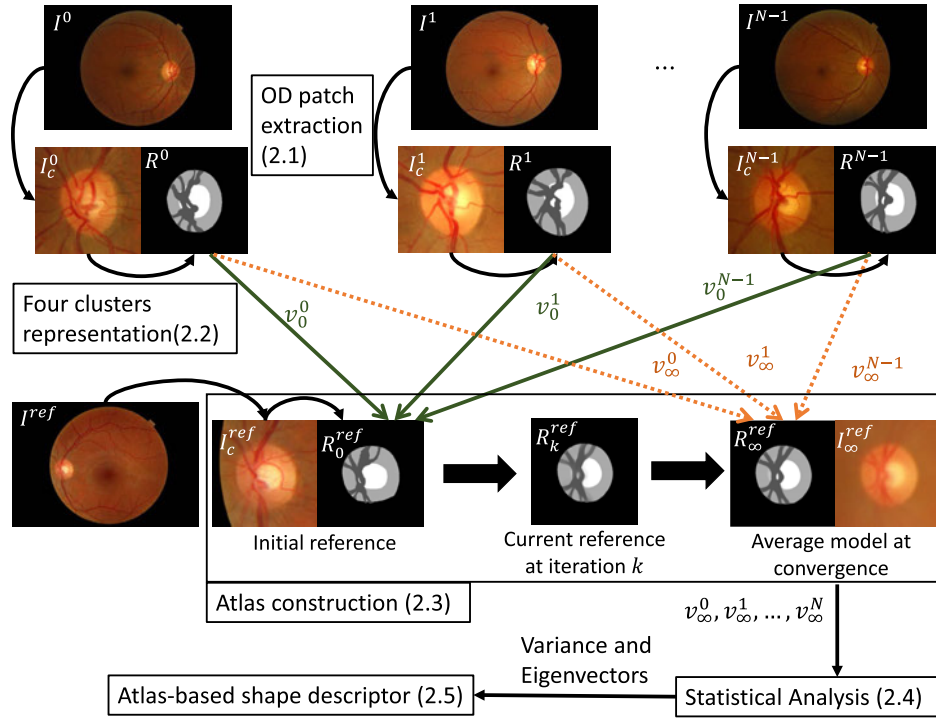 I^0
I^1
...
I^{N-1}
OD patch
extraction
(2.1)
I_c^0
R^0
I_c^1
R^1
I_c^{N-1}
R^{N-1}
Four clusters
representation(2.2)
v_0^0
v_0^1
v_0^{N-1}
v_∞^0
v_∞^1
v_∞^{N-1}
I^{ref}
I_c^{ref}
R_0^{ref}
R_k^{ref}
R_∞^{ref}
I_∞^{ref}
Initial reference
Current reference
at iteration k
Average model at
convergence
Atlas construction (2.3)
v_∞^0, v_∞^1, ... , v_∞^N
Variance and
Eigenvectors
Atlas-based shape descriptor (2.5)
Statistical Analysis (2.4)